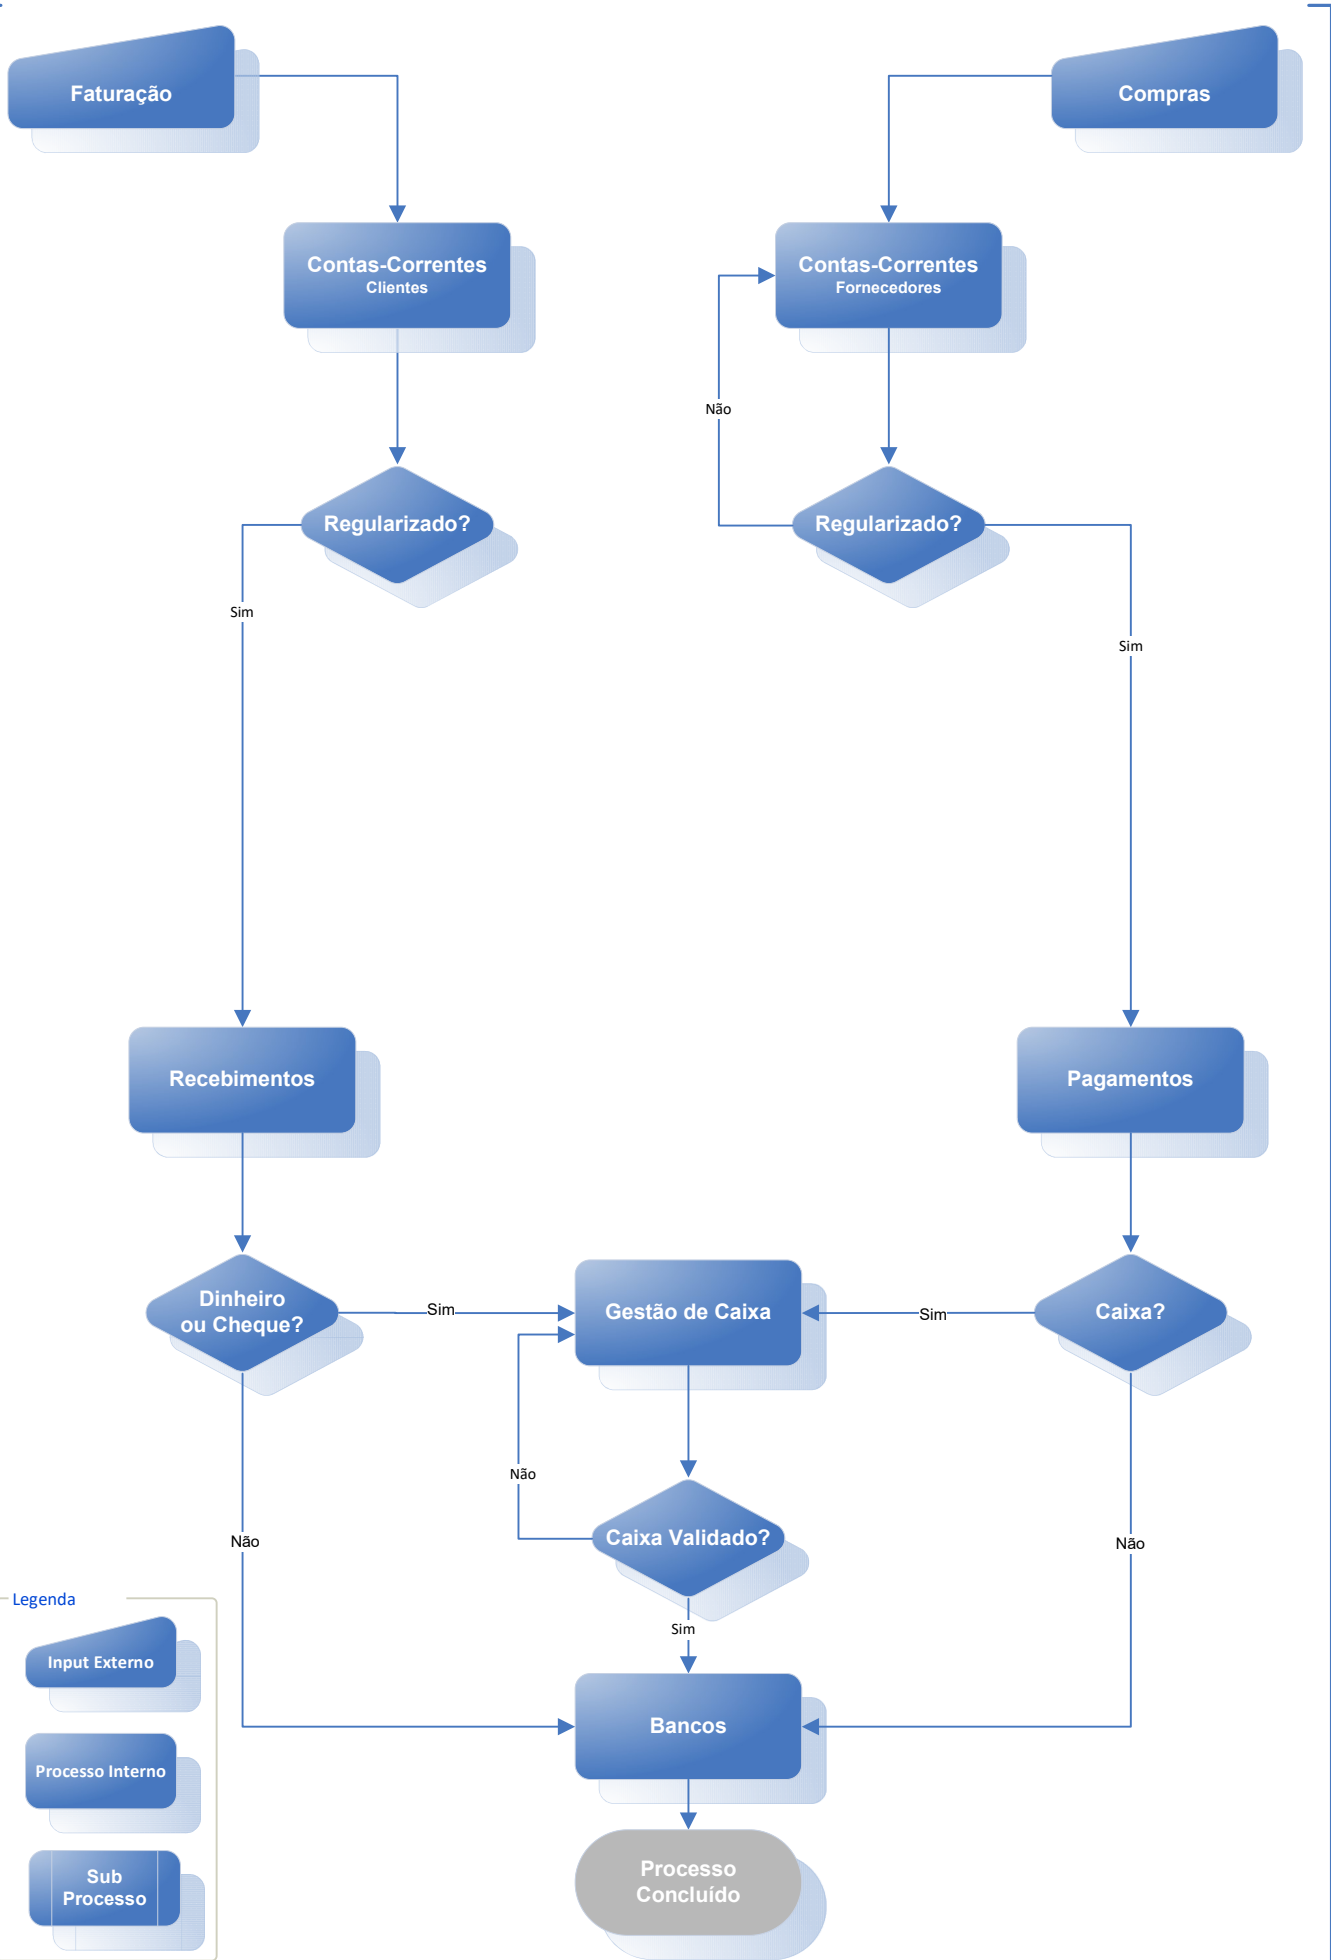 Faturação
Compras
Contas-Correntes
Clientes
Contas-Correntes
Fornecedores
Não
Regularizado?
Regularizado?
Sim
Sim
Recebimentos
Pagamentos
Dinheiro
ou Cheque?
Sim
Gestão de Caixa
Sim
Caixa?
Não
Caixa Validado?
Não
Não
Sim
Legenda
Input Externo
Bancos
Processo Interno
Sub
Processo
Processo
Concluído